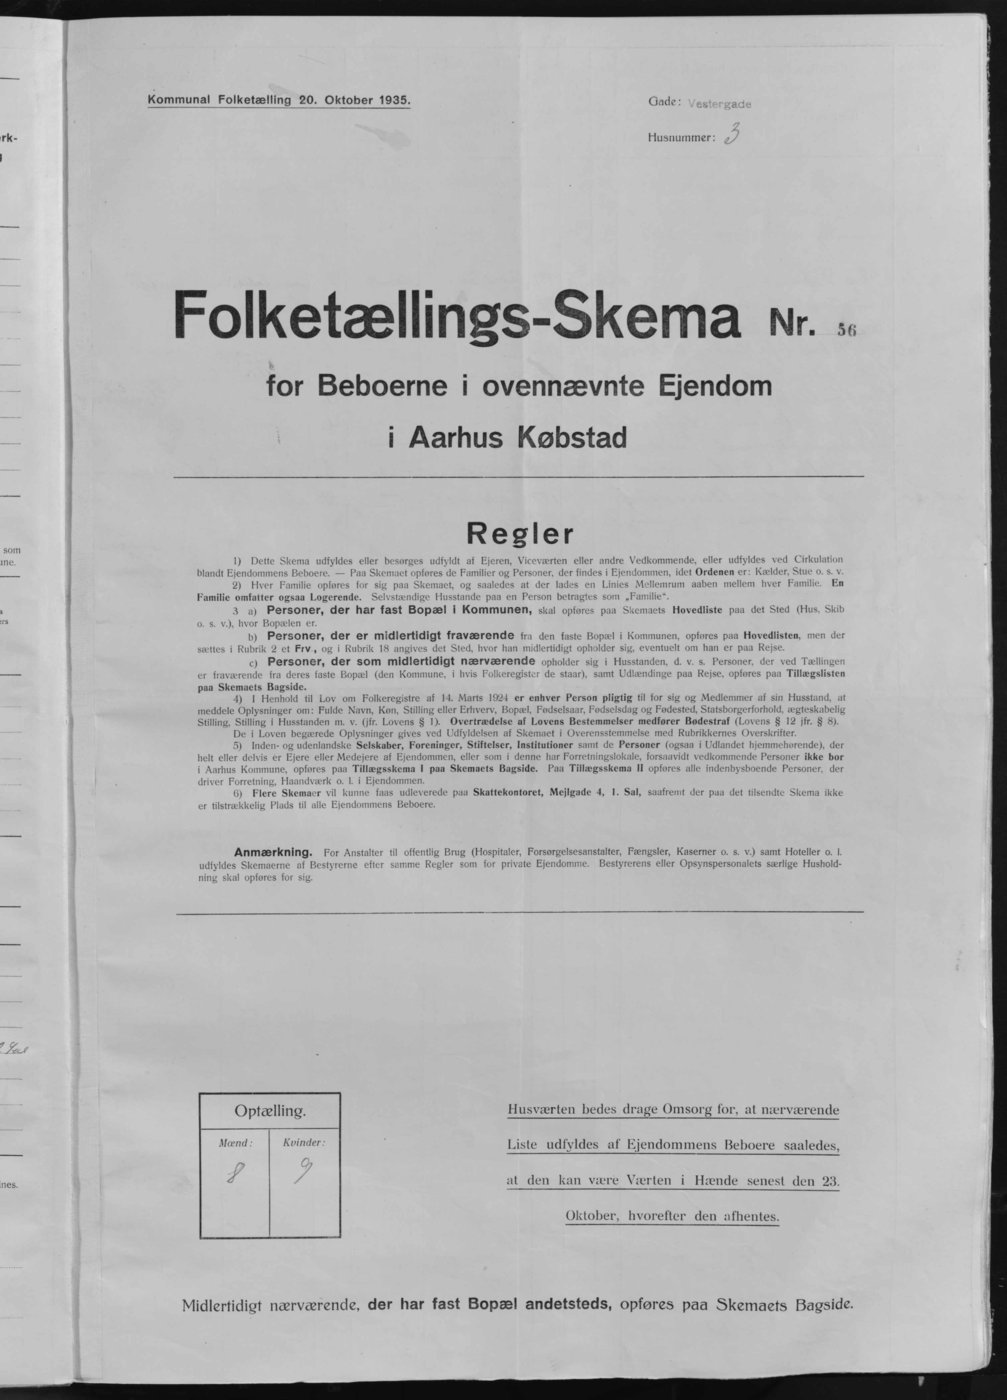 rk-
som
ine.
ers
nes.
Kommunal Folketælling 20. Oktober 1935.
Gade: Vestergade
Husnummer: 3
Folketællings-Skema Nr. 56
for Beboerne i ovennævnte Ejendom
i Aarhus Købstad
Regler
1) Dette Skema udfyldes eller besørges udfyldt af Ejeren, Viceværten eller andre Vedkommende, eller udfyldes ved Cirkulation
blandt Ejendommens Beboere. — Paa Skemaet opføres de Familier og Personer, der findes i Ejendommen, idet Ordenen er: Kælder, Stue o. s. v.
2) Hver Familie opføres for sig paa Skemaet, og saaledes at der lades en Linies Mellemrum aaben mellem hver Familie. En
Familie omfatter ogsaa Logerende. Selvstændige Husstande paa en Person betragtes som „Familie“.
3 a) Personer, der har fast Bopæl i Kommunen, skal opføres paa Skemaets Hovedliste paa det Sted (Hus, Skib
o. s. v.), hvor Bopælen er.
b) Personer, der er midlertidigt fraværende fra den faste Bopæl i Kommunen, opføres paa Hovedlisten, men der
sættes i Rubrik 2 et Frv., og i Rubrik 18 angives det Sted, hvor han midlertidigt opholder sig, eventuelt om han er paa Rejse.
c) Personer, der som midlertidigt nærværende opholder sig i Husstanden, d. v. s. Personer, der ved Tællingen
er fraværende fra deres faste Bopæl (den Kommune, i hvis Folkeregister de staar), samt Udlændinge paa Rejse, opføres paa Tillægslisten
paa Skemaets Bagside.
4) I Henhold til Lov om Folkeregistre af 14. Marts 1924 er enhver Person pligtig til for sig og Medlemmer af sin Husstand, at
meddele Oplysninger om: Fulde Navn, Køn, Stilling eller Erhverv, Bopæl, Fødselsaar, Fødselsdag og Fødested, Statsborgerforhold, ægteskabelig
Stilling, Stilling i Husstanden m. v. (jfr. Lovens § 1). Overtrædelse af Lovens Bestemmelser medfører Bødestraf (Lovens § 12 jfr. § 8).
De i Loven begærede Oplysninger gives ved Udfyldelsen af Skemaet i Overensstemmelse med Rubrikkernes Overskrifter.
5) Inden- og udenlandske Selskaber, Foreninger, Stiftelser, Institutioner samt de Personer (ogsaa i Udlandet hjemmehørende), der
helt eller delvis er Ejere eller Medejere af Ejendommen, eller som i denne har Forretningslokale, forsaavidt vedkommende Personer ikke bor
i Aarhus Kommune, opføres paa Tillægsskema I paa Skemaets Bagside. Paa Tillægsskema II opføres alle indenbysboende Personer, der
driver Forretning, Haandværk o. l. i Ejendommen.
6) Flere Skemaer vil kunne faas udleverede paa Skattekontoret, Mejlgade 4, 1. Sal, saafremt der paa det tilsendte Skema ikke
er tilstrækkelig Plads til alle Ejendommens Beboere.
Anmærkning. For Anstalter til offentlig Brug (Hospitaler, Forsørgelsesanstalter, Fængsler, Kaserner o. s. v.) samt Hoteller o. l.
udfyldes Skemaerne af Bestyrerne efter samme Regler som for private Ejendomme. Bestyrerens eller Opsynspersonalets særlige Hushold-
ning skal opføres for sig.
Optælling.
Mænd: Kvinder:
8 9
Husværten bedes drage Omsorg for, at nærværende
Liste udfyldes af Ejendommens Beboere saaledes,
at den kan være Værten i Hænde senest den 23.
Oktober, hvorefter den afhentes.
Midlertidigt nærværende, der har fast Bopæl andetsteds, opføres paa Skemaets Bagside.